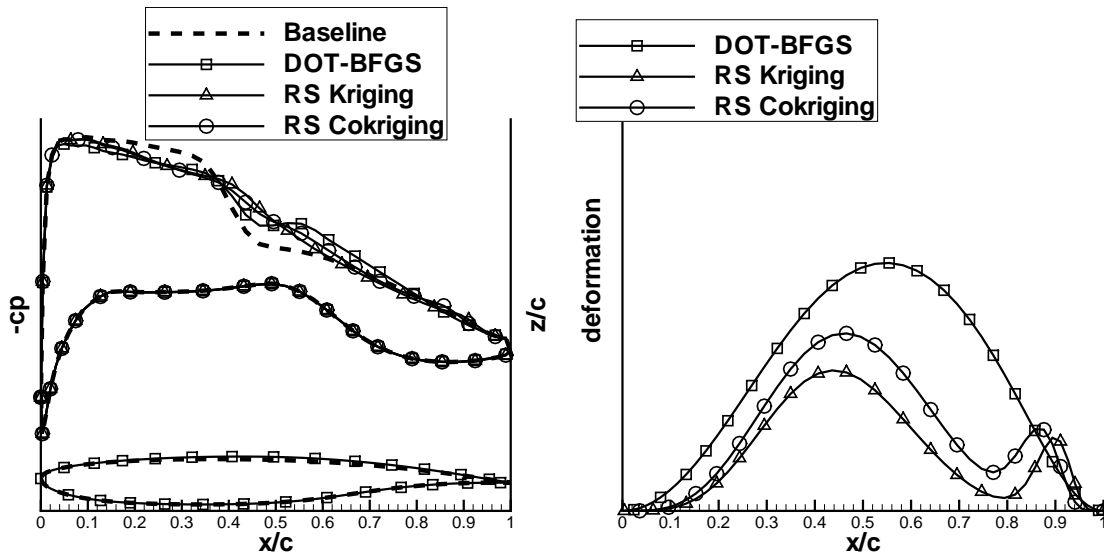 Baseline
DOT-BFGS
RS Kriging
RS Cokriging
-cp
z/c
0 0.1 0.2 0.3 0.4 0.5 0.6 0.7 0.8 0.9 1
x/c
DOT-BFGS
RS Kriging
RS Cokriging
deformation
0 0.1 0.2 0.3 0.4 0.5 0.6 0.7 0.8 0.9 1
x/c